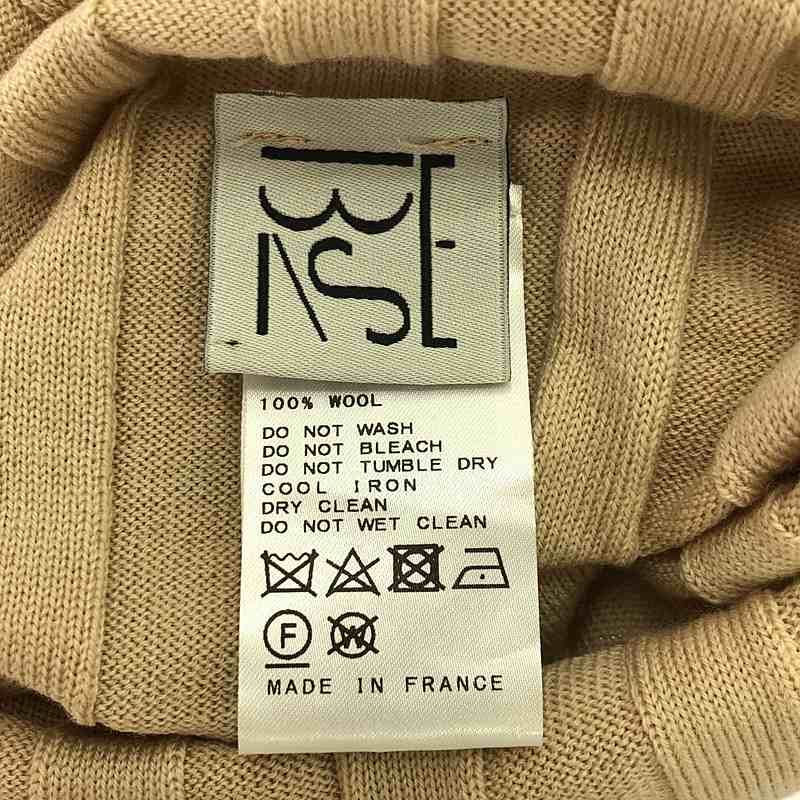 100% WOOL
DO NOT WASH
DO NOT BLEACH
DO NOT TUMBLE DRY
COOL IRON
DRY CLEAN
DO NOT WET CLEAN
F W
MADE IN FRANCE